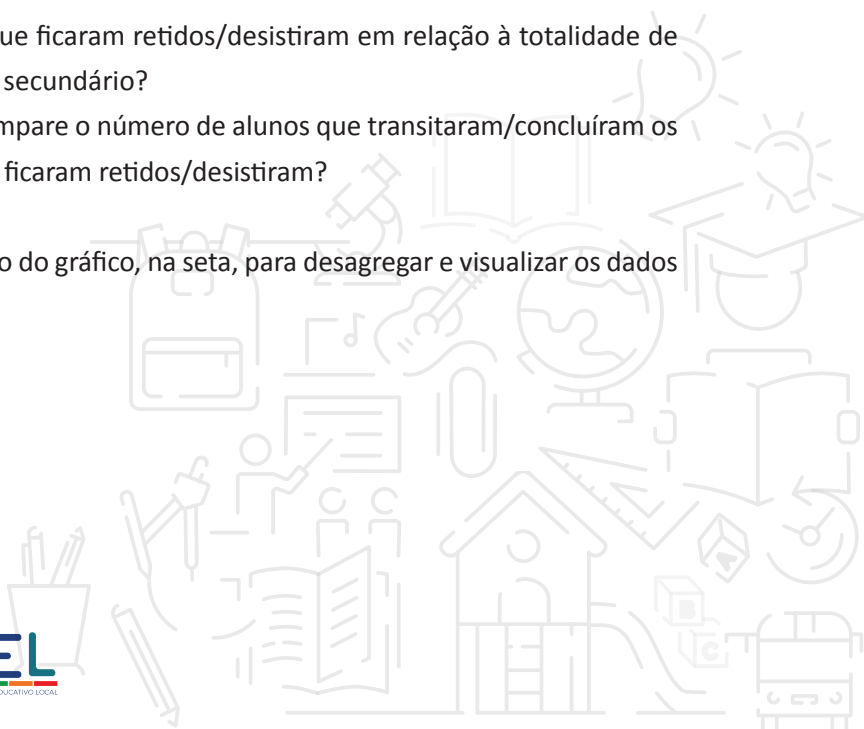 ue ficaram retidos/desistiram em relação à totalidade de
secundário?
mpare o número de alunos que transitaram/concluíram os
ficaram retidos/desistiram?
o do gráfico, na seta, para desagregar e visualizar os dados
A
B
C
EL
DUCATIVO LOCAL